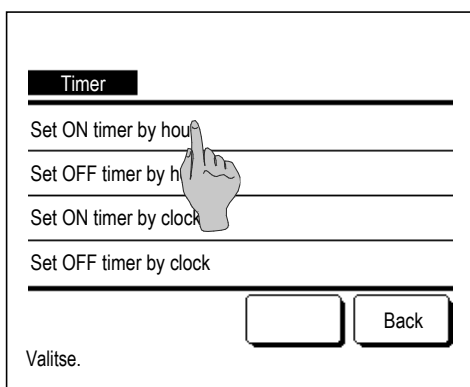 Timer
Set ON timer by hou
Set OFF timer by h
Set ON timer by clock
Set OFF timer by clock
Back
Valitse.